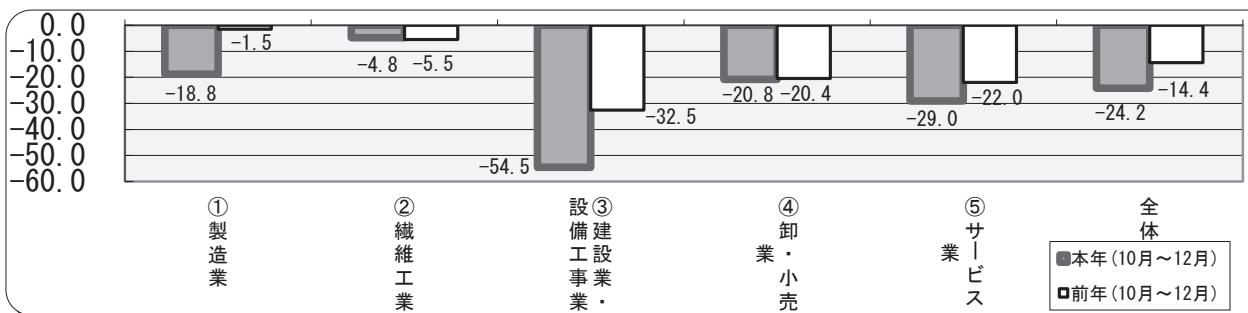 0.0
-10.0
-20.0
-30.0
-40.0
-50.0
-60.0
-18.8
-1.5
-4.8
-5.5
-54.5
-32.5
-20.8
-20.4
-29.0
-22.0
-24.2
-14.4
①製造業
②繊維工業
③建設業・
設備工事業
④卸・小売
業
⑤サービス
業
全体
本年(10月～12月)
前年(10月～12月)